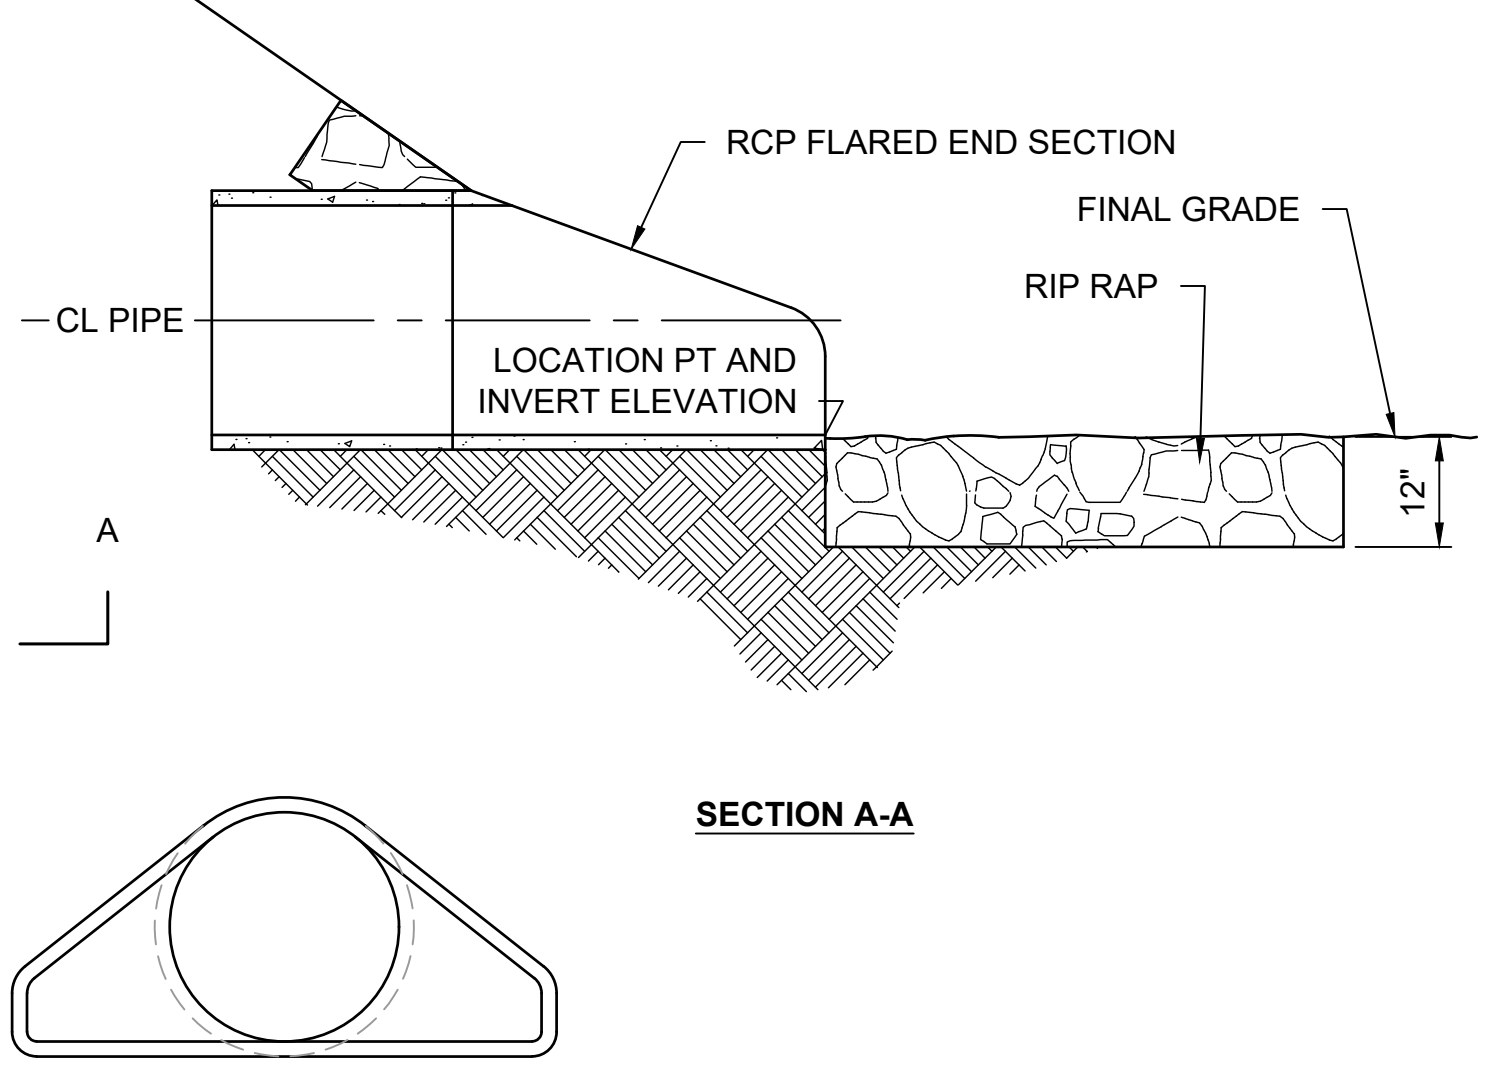 RCP FLARED END SECTION
FINAL GRADE
RIP RAP
CL PIPE
LOCATION PT AND
INVERT ELEVATION
12"
A
SECTION A-A